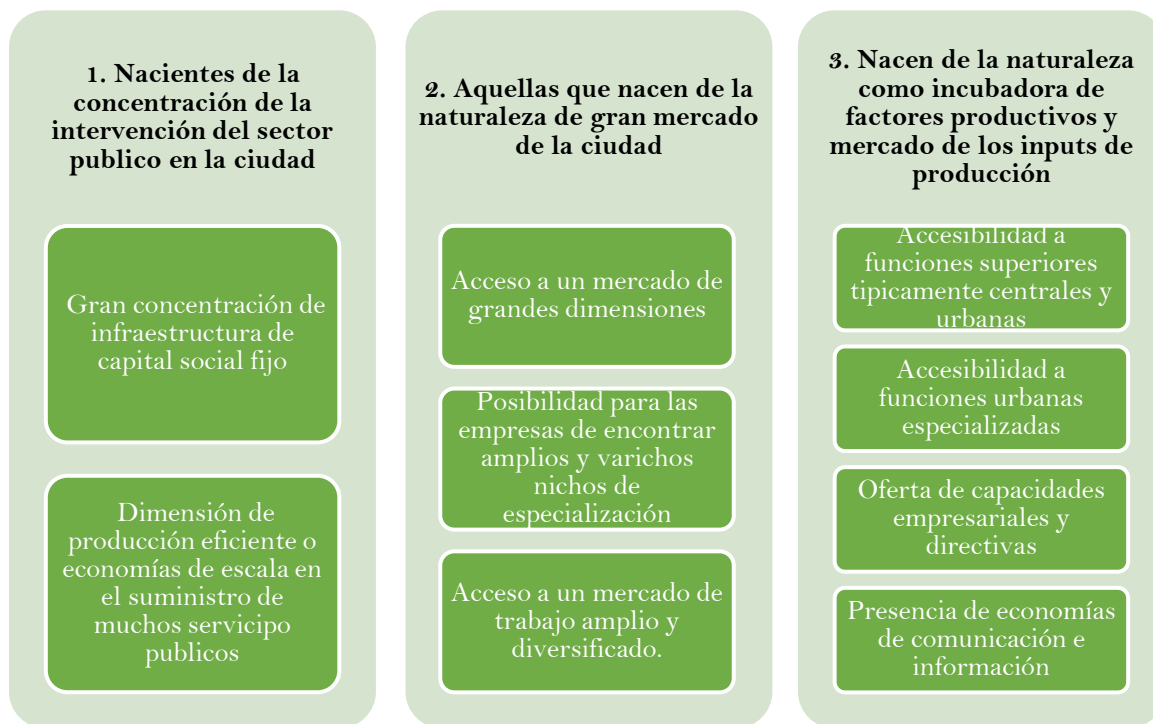 1. Nacientes de la
concentración de la
intervención del sector
publico en la ciudad
Gran concentración de
infraestructura de
capital social fijo
Dimensión de
producción eficiente o
economías de escala en
el suministro de
muchos servicipo
publicos
2. Aquellas que nacen de la
naturaleza de gran mercado
de la ciudad
Acceso a un mercado de
grandes dimensiones
Posibilidad para las
empresas de encontrar
amplios y varichos
nichos de
especialización
Acceso a un mercado de
trabajo amplio y
diversificado.
3. Nacen de la naturaleza
como incubadora de
factores productivos y
mercado de los inputs de
producción
Accesibilidad a
funciones superiores
tipicamente centrales y
urbanas
Accesibilidad a
funciones urbanas
especializadas
Oferta de capacidades
empresariales y
directivas
Presencia de economías
de comunicación e
información